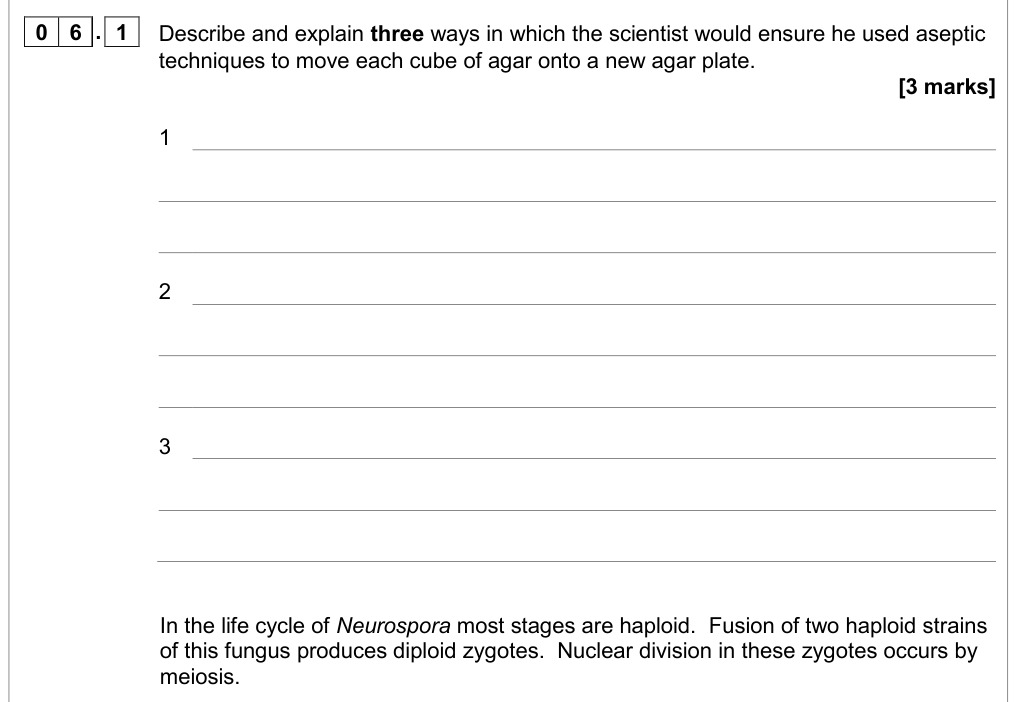 0 6 . 1 Describe and explain three ways in which the scientist would ensure he used aseptic
techniques to move each cube of agar onto a new agar plate.
[3 marks]
1
2
3
In the life cycle of Neurospora most stages are haploid. Fusion of two haploid strains
of this fungus produces diploid zygotes. Nuclear division in these zygotes occurs by
meiosis.